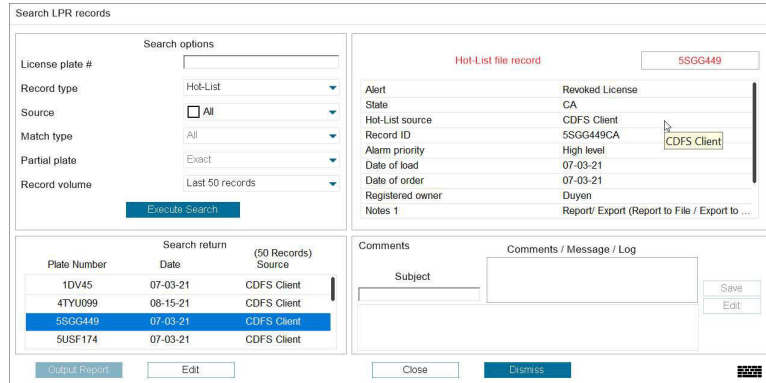 Search LPR records
Search options
License plate #
Record type Hot-List
Source All
Match type All
Partial plate Exact
Record volume Last 50 records
Execute Search
Hot-List file record 5SGG449
Alert Revoked License
State CA
Hot-List source CDFS Client
Record ID 5SGG449CA
CDFS Client
Alarm priority High level
Date of load 07-03-21
Date of order 07-03-21
Registered owner Duyen
Notes 1 Report/ Export (Report to File / Export to ...
Search return (50 Records)
Plate Number Date Source
1DV45 07-03-21 CDFS Client
4TYU099 08-15-21 CDFS Client
5SGG449 07-03-21 CDFS Client
5USF174 07-03-21 CDFS Client
Comments Comments / Message / Log
Subject
Save
Edit
Output Report Edit Close Dismiss